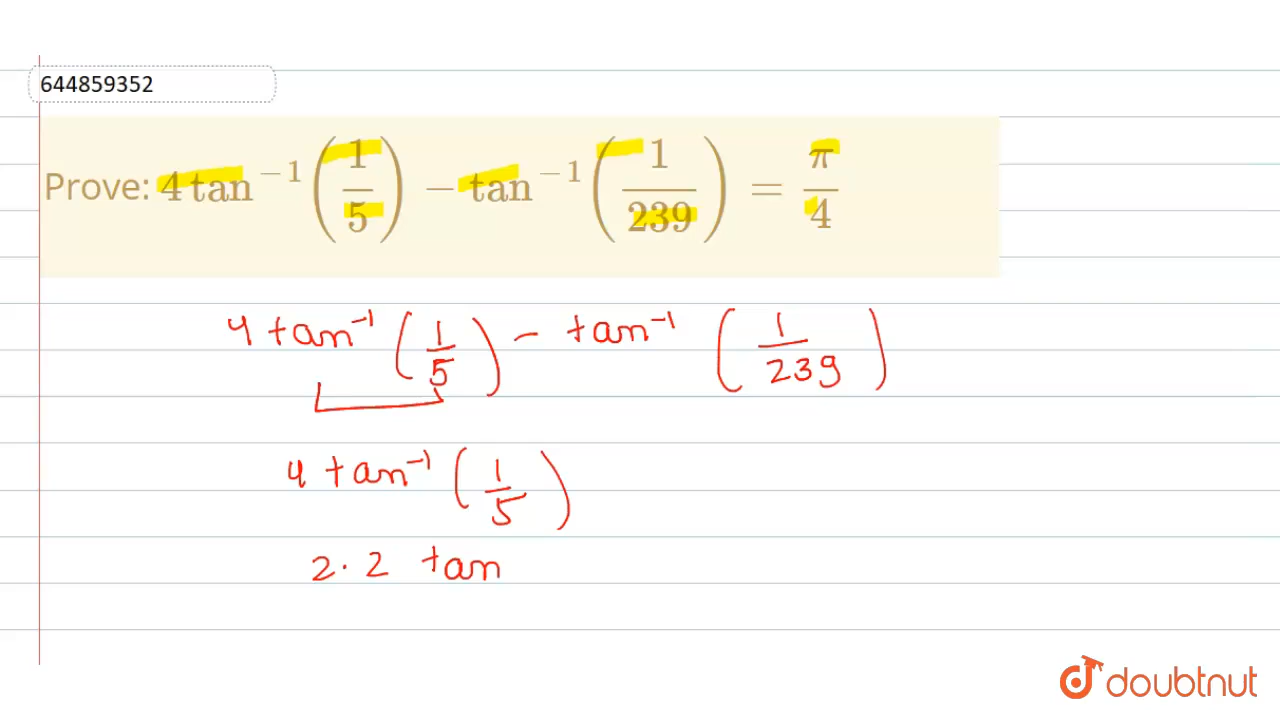 644859352
Prove: 4 tan⁻¹(1/5) − tan⁻¹(1/239) = π/4
4 tan⁻¹(1/5) − tan⁻¹(1/239)
4 tan⁻¹(1/5)
2·2 tan
doubtnut